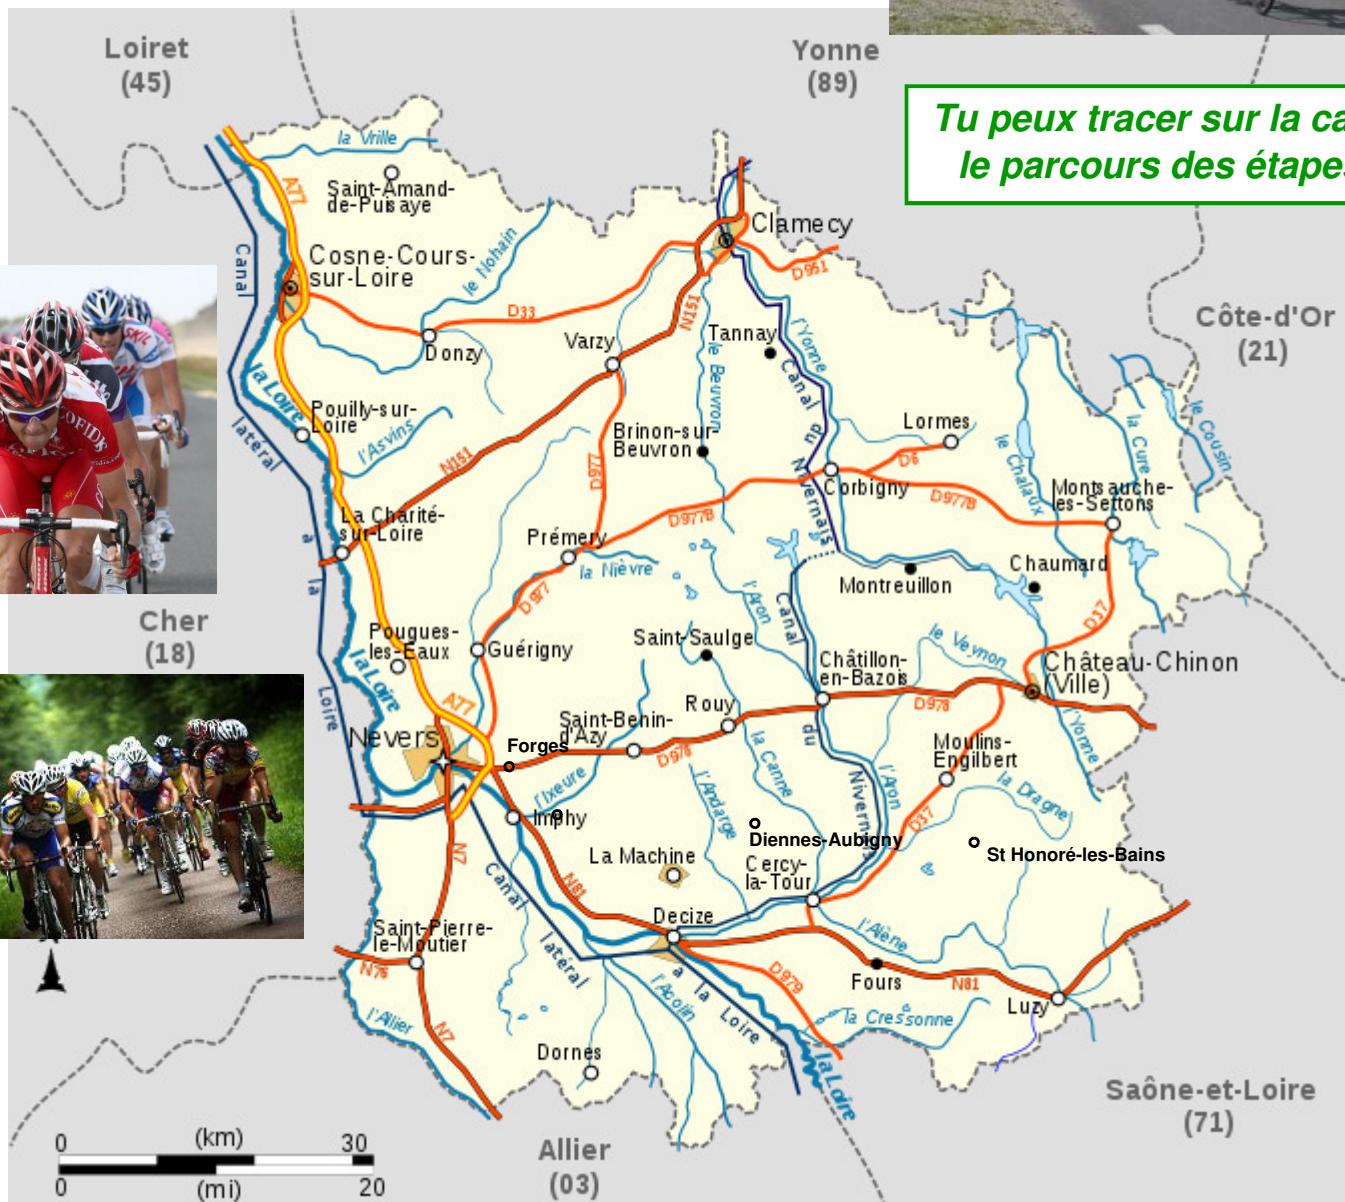 Loiret
(45)
Yonne
(89)
Tu peux tracer sur la ca
le parcours des étapes
la Vrille
A77
Saint-Amand-
de-Puisaye
Canal
Cosne-Cours-
sur-Loire
le Nohain
Clamecy
D951
D33
N151
Donzy
Varzy
Tannay
l'Yonne
Canal du Nivernais
le Beuvron
Côte-d'Or
(21)
la Loire
latéral
Pouilly-sur-
Loire
l'Asvins
N151
D977
Brinon-sur-
Beuvron
Lormes
D6
le Chalaux
la Cure
le Cousin
Corbigny
D977B
Montsauche-
les-Settons
La Charité-
sur-Loire
à la
Prémery
D977B
la Nièvre
D977
Montreuillon
Chaumard
D37
Cher
(18)
Pougues-
les-Eaux
Guérigny
Saint-Saulge
l'Aron
Canal
Châtillon-
en-Bazois
le Veynon
Château-Chinon
(Ville)
Loire
la Loire
A77
Rouy
D978
l'Yonne
Nevers
Saint-Benin-
d'Azy
Forges
D978
la Canne
du
Moulins-
Engilbert
l'Ixeure
l'Andarge
l'Aron
la Dragne
Nivernais
Imphy
Diennes-Aubigny
D37
St Honoré-les-Bains
N7
La Machine
Cercy-
la-Tour
Canal
N81
Decize
l'Alène
Saint-Pierre-
le-Moutier
latéral
N76
à la Loire
D979
Fours
N81
Luzy
l'Acolin
la Cressonne
l'Allier
N7
Dornes
la Loire
Saône-et-Loire
(71)
Allier
(03)
0 (km) 30
0 (mi) 20
COFIDIS
SKIL